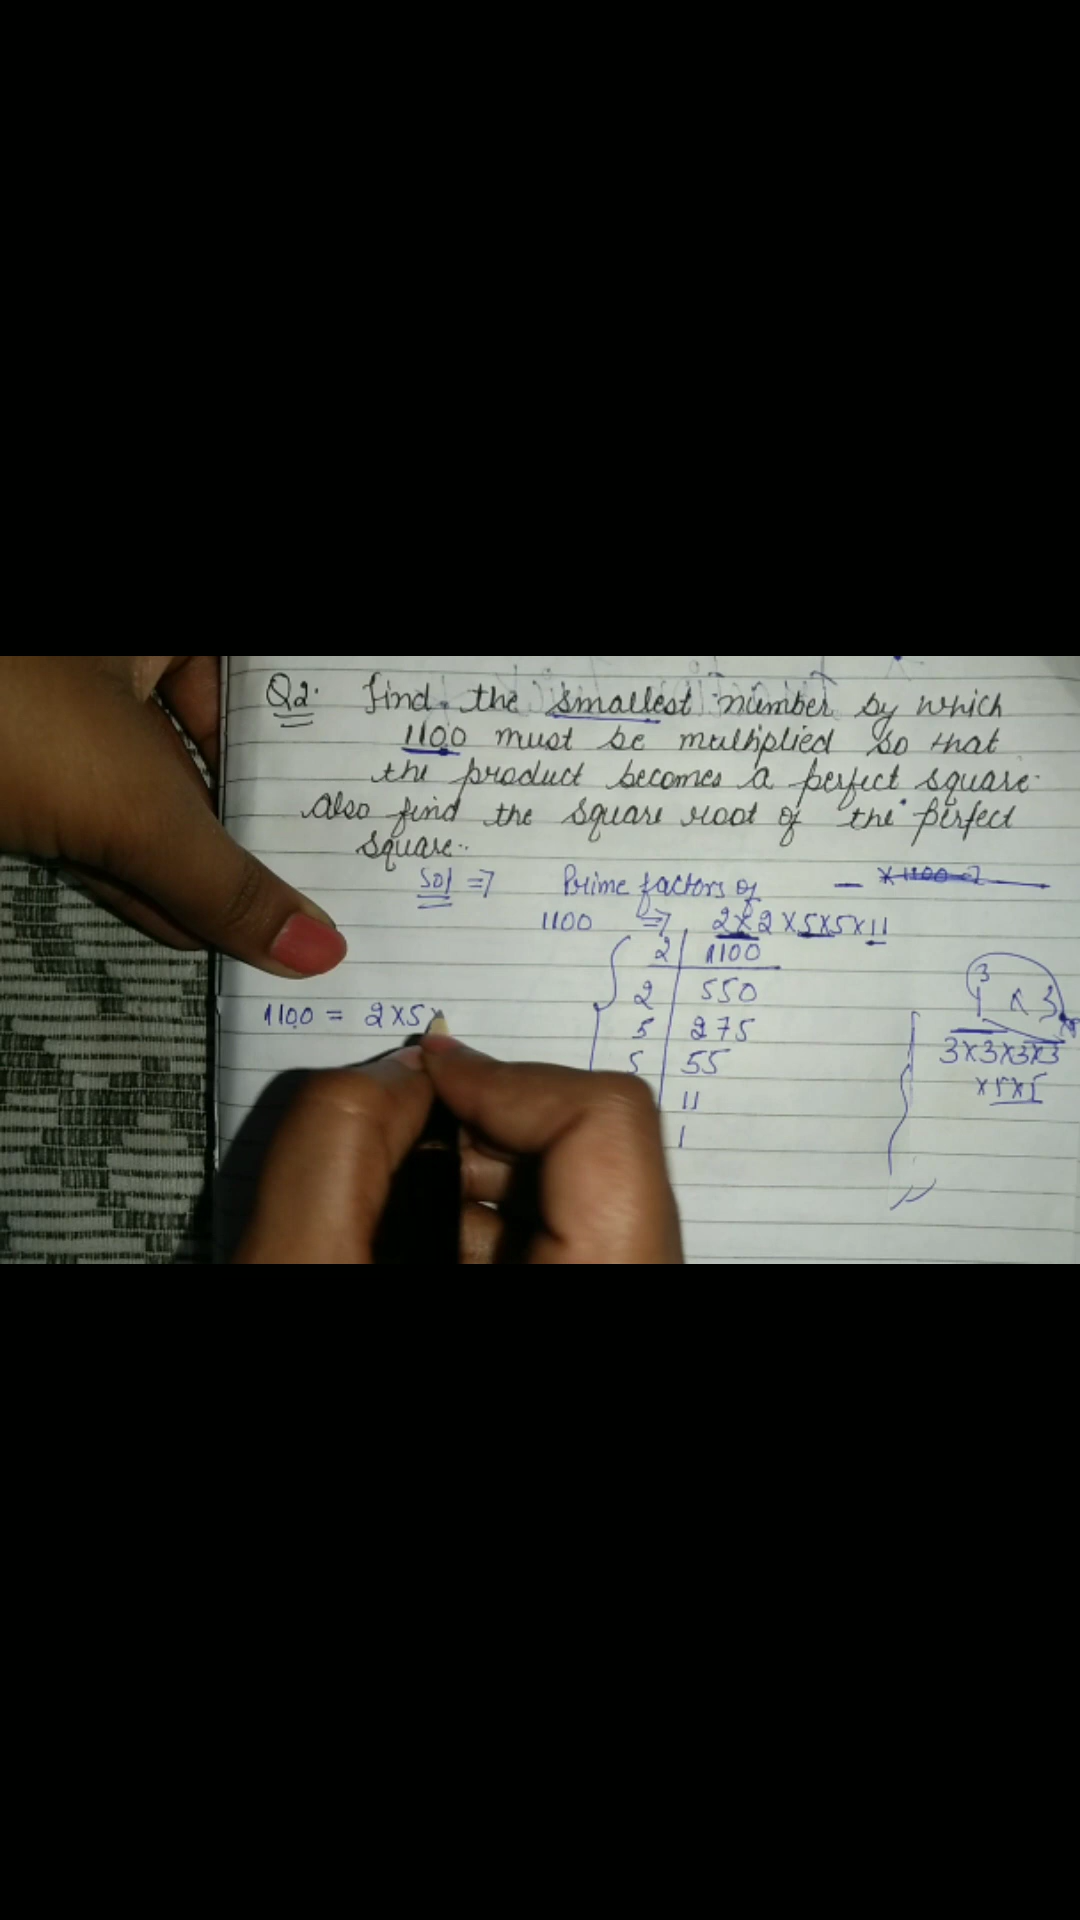 Q2. Find the smallest number by which
1100 must be multiplied so that
the product becomes a perfect square.
Also find the square root of the perfect
square..
Sol ⇒ Prime factors of
1100 ⇒ 2×2×5×5×11
2 | 1100
2 | 550
5 | 275
5 | 55
11
1
1100 = 2×5×
3×3×3×3
×5×5